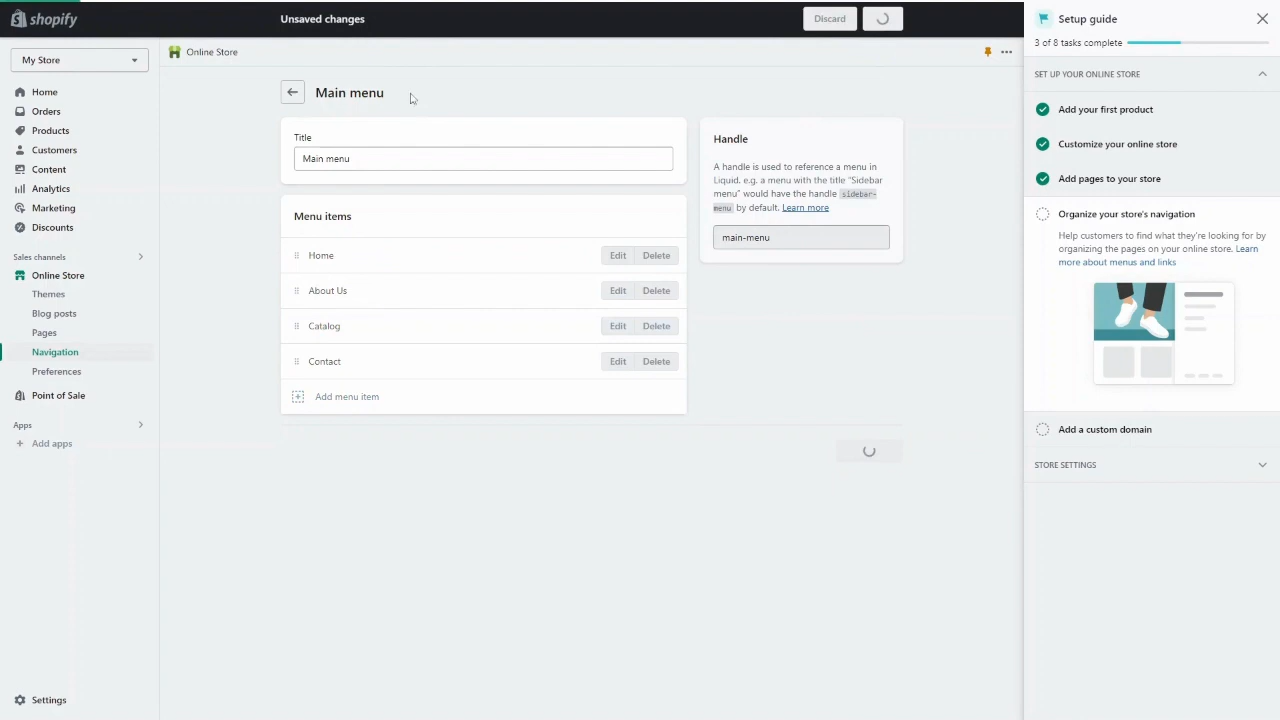 shopify
Unsaved changes
Discard
My Store
Home
Orders
Products
Customers
Content
Analytics
Marketing
Discounts
Sales channels
Online Store
Themes
Blog posts
Pages
Navigation
Preferences
Point of Sale
Apps
Add apps
Settings
Online Store
Main menu
Title
Main menu
Menu items
Home Edit Delete
About Us Edit Delete
Catalog Edit Delete
Contact Edit Delete
Add menu item
Handle
A handle is used to reference a menu in
Liquid. e.g. a menu with the title "Sidebar
menu" would have the handle sidebar-
menu by default. Learn more
main-menu
Setup guide
3 of 8 tasks complete
SET UP YOUR ONLINE STORE
Add your first product
Customize your online store
Add pages to your store
Organize your store's navigation
Help customers to find what they're looking for by
organizing the pages on your online store. Learn
more about menus and links
Add a custom domain
STORE SETTINGS